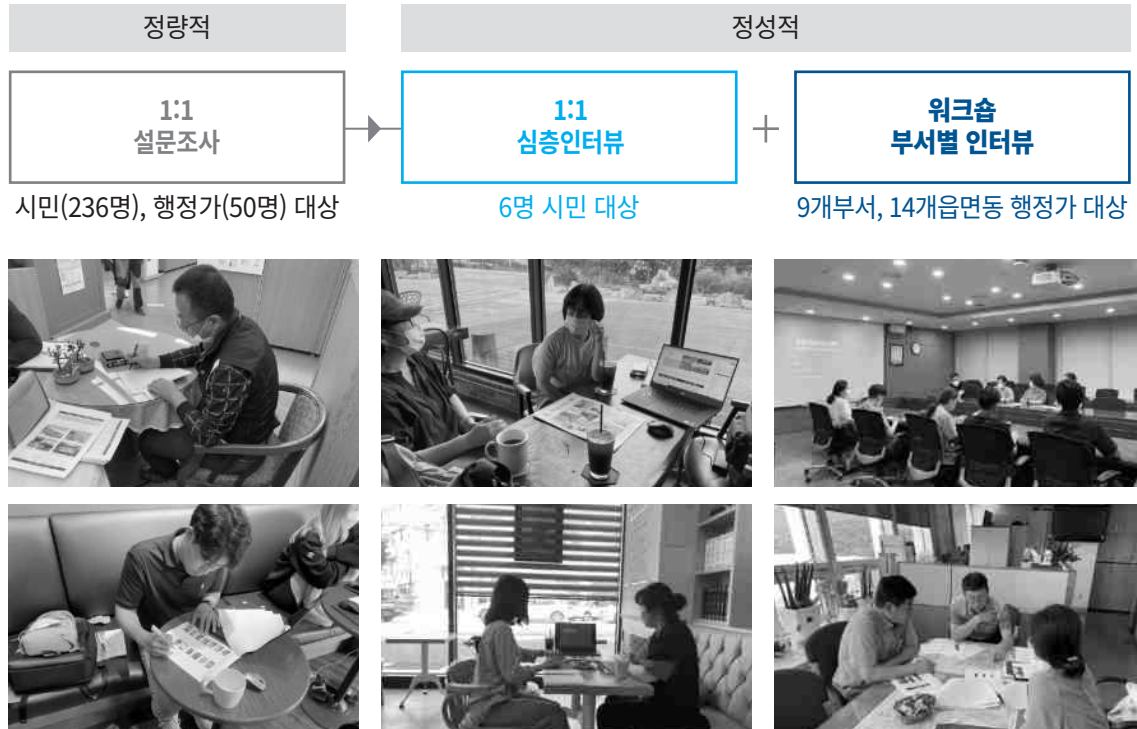 정량적
정성적
1:1
설문조사
1:1
심층인터뷰
+
워크숍
부서별 인터뷰
시민(236명), 행정가(50명) 대상
6명 시민 대상
9개부서, 14개읍면동 행정가 대상